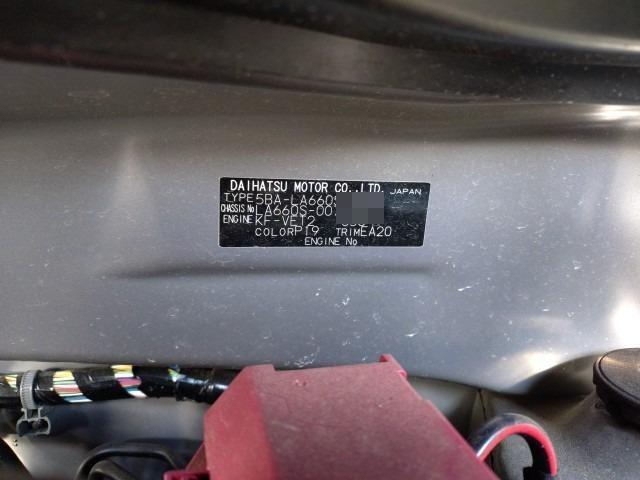 DAIHATSU MOTOR CO.,LTD. JAPAN
TYPE 5BA-LA660S
CHASSIS No LA660S-00
ENGINE KF-VET2
COLOR P19 TRIM EA20
ENGINE No